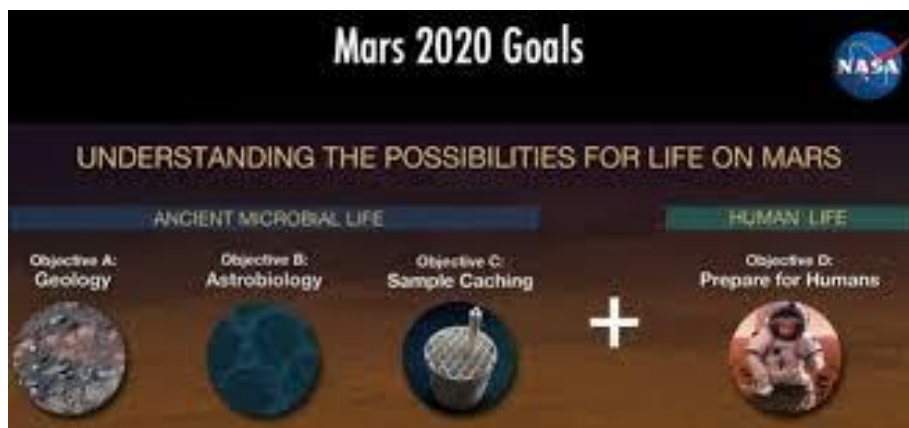 Mars 2020 Goals
NASA
UNDERSTANDING THE POSSIBILITIES FOR LIFE ON MARS
ANCIENT MICROBIAL LIFE
HUMAN LIFE
Objective A:
Geology
Objective B:
Astrobiology
Objective C:
Sample Caching
+
Objective D:
Prepare for Humans